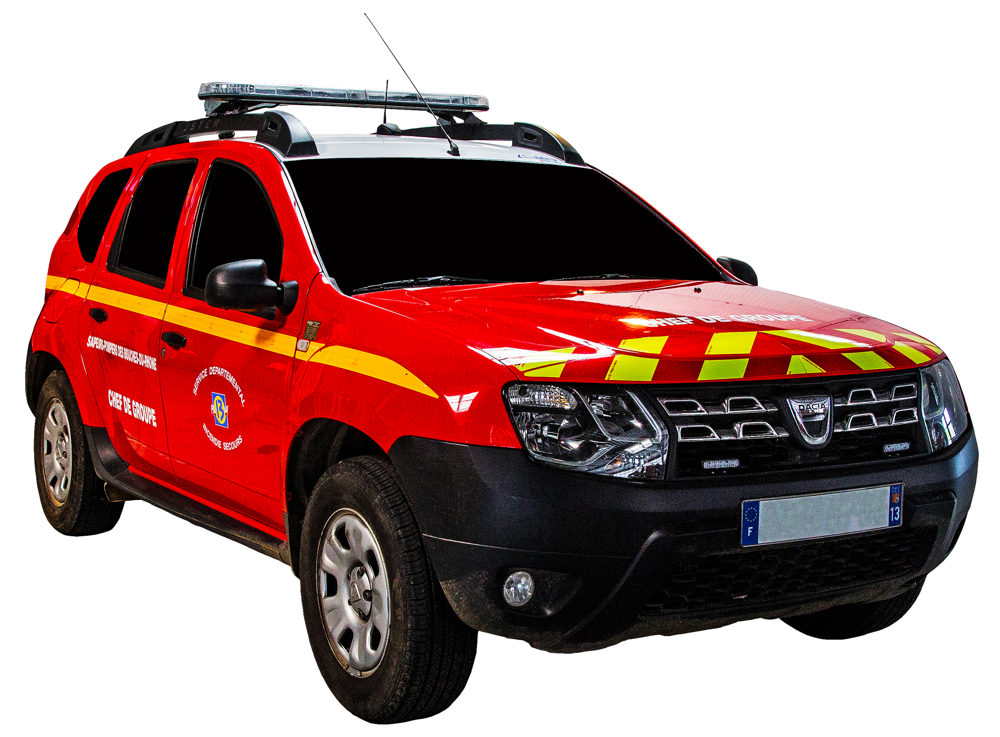 USTER
CHEF DE GROUPE
SAPEURS-POMPIERS DES BOUCHES-DU-RHONE
SERVICE DEPARTEMENTAL
13
INCENDIE SECOURS
CHEF DE GROUPE
DACIA
F
13